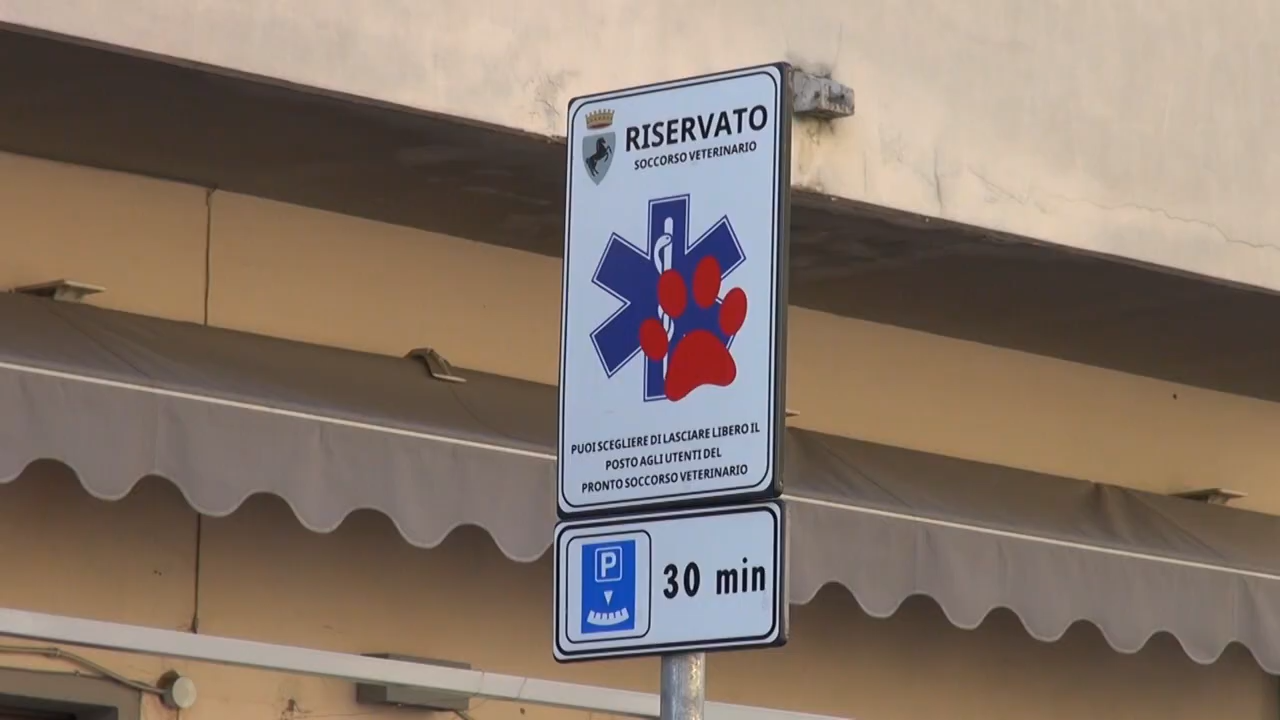 RISERVATO
SOCCORSO VETERINARIO
PUOI SCEGLIERE DI LASCIARE LIBERO IL
POSTO AGLI UTENTI DEL
PRONTO SOCCORSO VETERINARIO
P
30 min